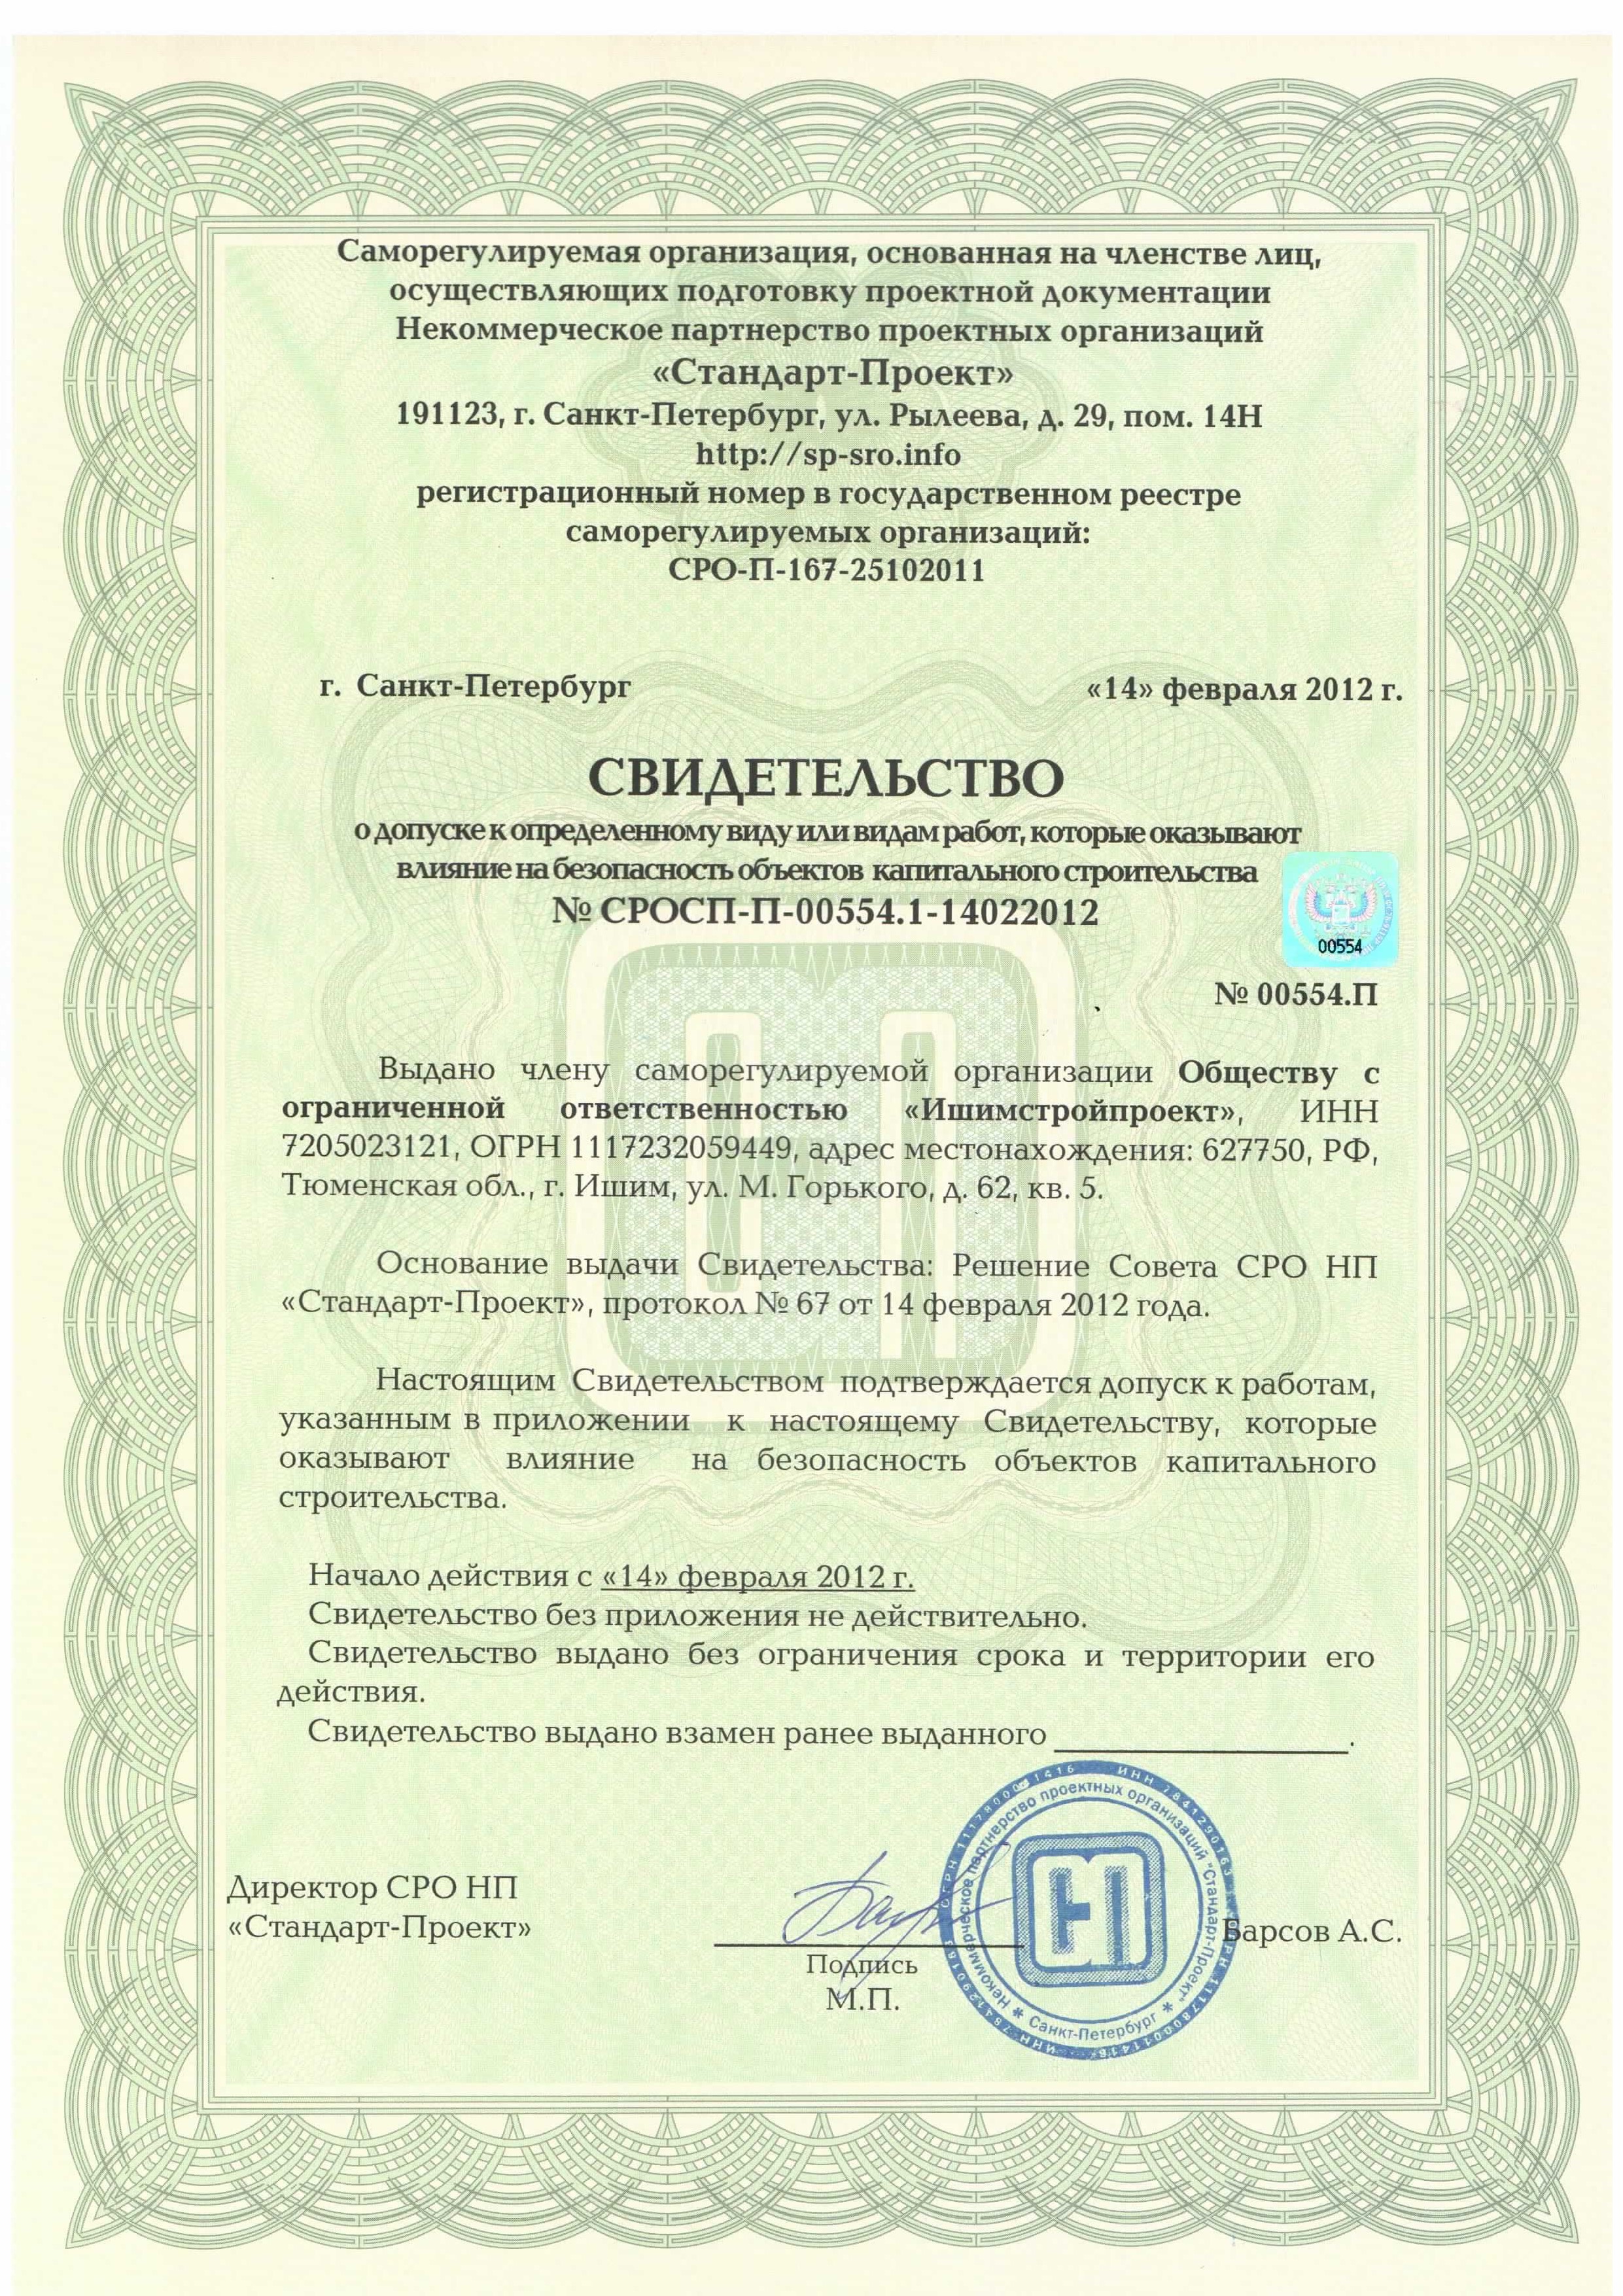 Саморегулируемая организация, основанная на членстве лиц,
осуществляющих подготовку проектной документации
Некоммерческое партнерство проектных организаций
«Стандарт-Проект»
191123, г. Санкт-Петербург, ул. Рылеева, д. 29, пом. 14Н
http://sp-sro.info
регистрационный номер в государственном реестре
саморегулируемых организаций:
СРО-П-167-25102011
г. Санкт-Петербург «14» февраля 2012 г.
СВИДЕТЕЛЬСТВО
о допуске к определенному виду или видам работ, которые оказывают
влияние на безопасность объектов капитального строительства
№ СРОСП-П-00554.1-14022012
00554
№ 00554.П
Выдано члену саморегулируемой организации Обществу с
ограниченной ответственностью «Ишимстройпроект», ИНН
7205023121, ОГРН 1117232059449, адрес местонахождения: 627750, РФ,
Тюменская обл., г. Ишим, ул. М. Горького, д. 62, кв. 5.
Основание выдачи Свидетельства: Решение Совета СРО НП
«Стандарт-Проект», протокол № 67 от 14 февраля 2012 года.
Настоящим Свидетельством подтверждается допуск к работам,
указанным в приложении к настоящему Свидетельству, которые
оказывают влияние на безопасность объектов капитального
строительства.
Начало действия с «14» февраля 2012 г.
Свидетельство без приложения не действительно.
Свидетельство выдано без ограничения срока и территории его
действия.
Свидетельство выдано взамен ранее выданного .
Директор СРО НП
«Стандарт-Проект»
Подпись
М.П.
Барсов А.С.
Некоммерческое партнерство проектных организаций "Стандарт-Проект"
* Санкт-Петербург *
ОГРН 1117800011416 ИНН 7841290163